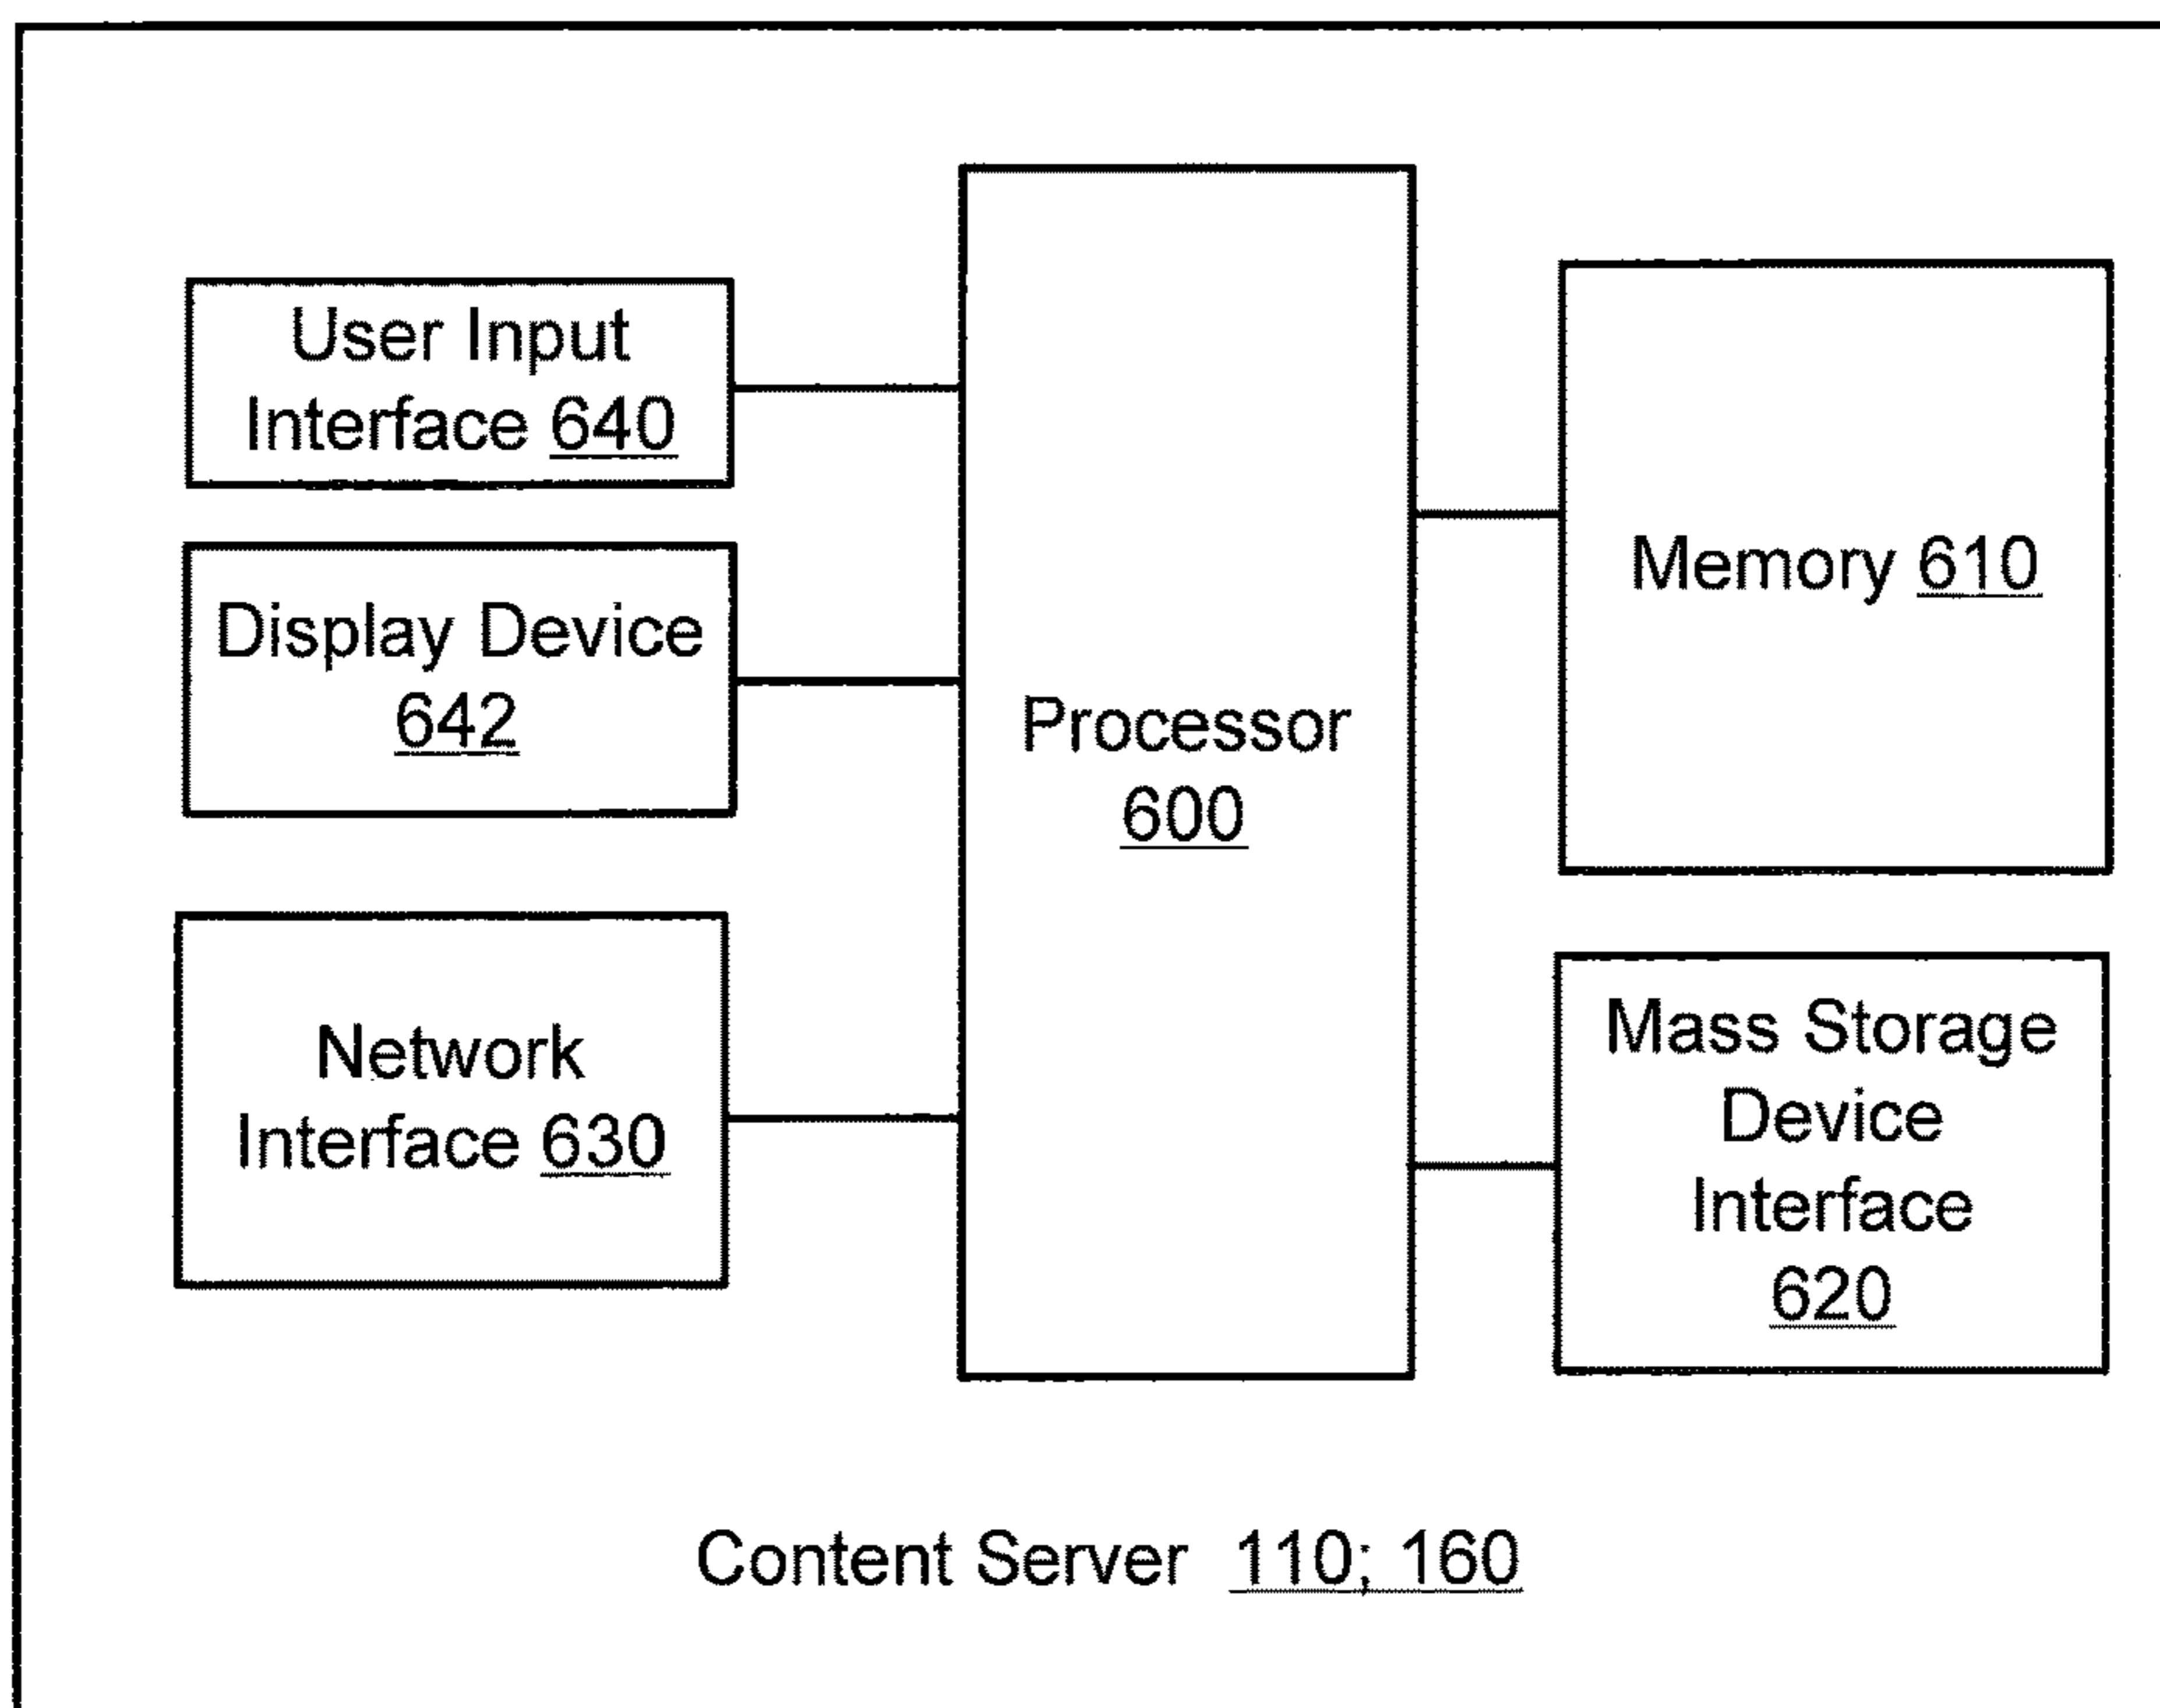 User Input
Interface 640
Display Device
642
Network
Interface 630
Processor
600
Memory 610
Mass Storage
Device
Interface
620
Content Server 110; 160